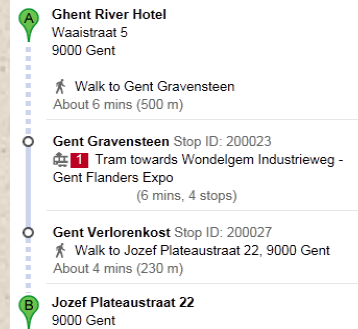 A
Ghent River Hotel
Waaistraat 5
9000 Gent
Walk to Gent Gravensteen
About 6 mins (500 m)
Gent Gravensteen Stop ID: 200023
1 Tram towards Wondelgem Industrieweg -
Gent Flanders Expo
(6 mins, 4 stops)
Gent Verlorenkost Stop ID: 200027
Walk to Jozef Plateaustraat 22, 9000 Gent
About 4 mins (230 m)
B
Jozef Plateaustraat 22
9000 Gent